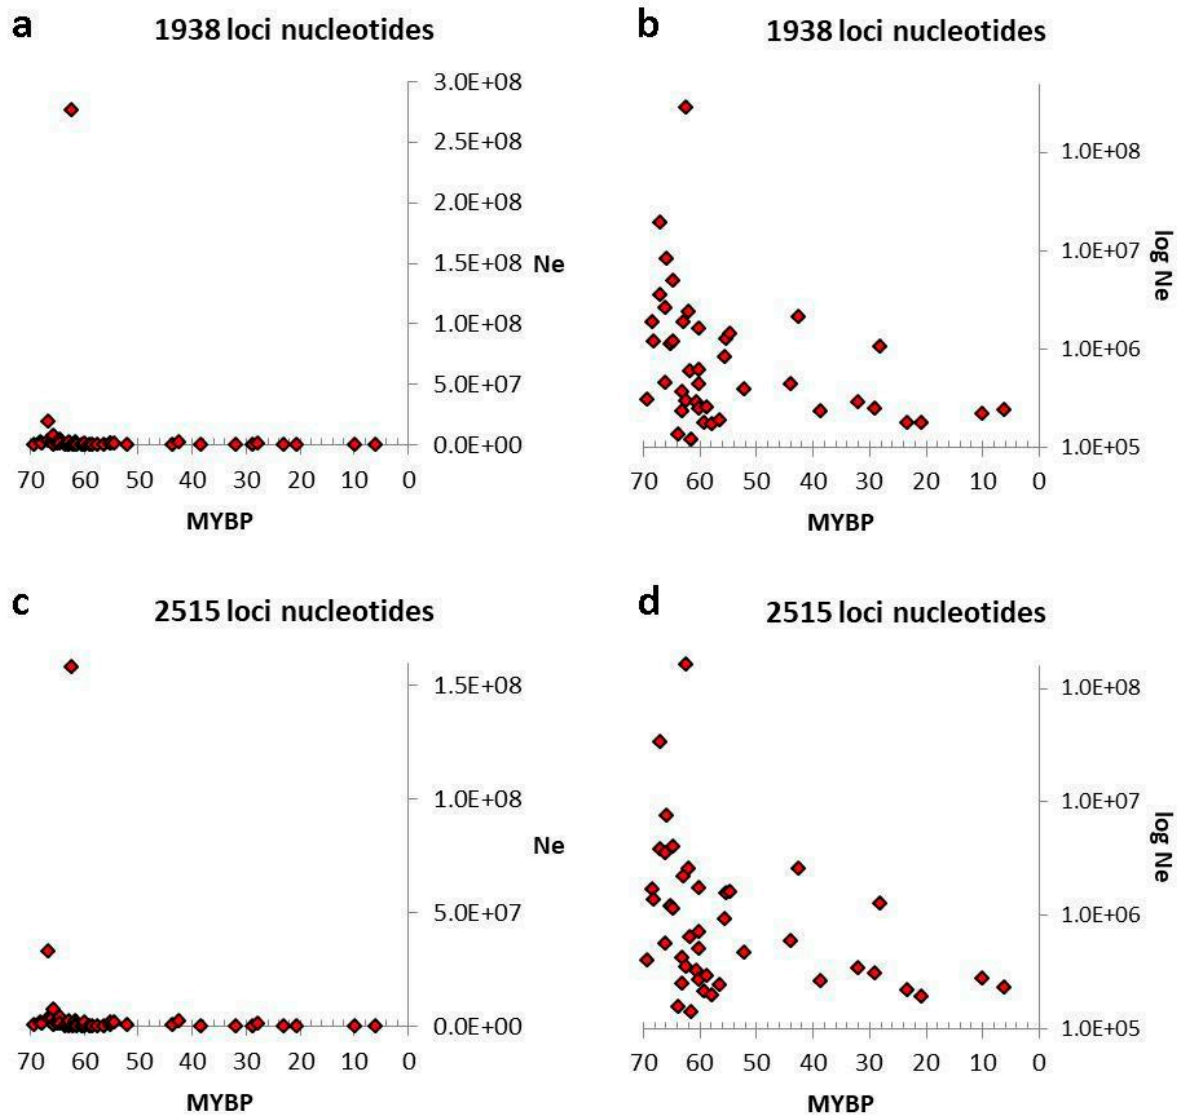 a
1938 loci nucleotides
3.0E+08
2.5E+08
2.0E+08
1.5E+08
Ne
1.0E+08
5.0E+07
0.0E+00
70 60 50 40 30 20 10 0
MYBP
b
1938 loci nucleotides
1.0E+08
1.0E+07
log Ne
1.0E+06
1.0E+05
70 60 50 40 30 20 10 0
MYBP
c
2515 loci nucleotides
1.5E+08
1.0E+08
Ne
5.0E+07
0.0E+00
70 60 50 40 30 20 10 0
MYBP
d
2515 loci nucleotides
1.0E+08
1.0E+07
log Ne
1.0E+06
1.0E+05
70 60 50 40 30 20 10 0
MYBP